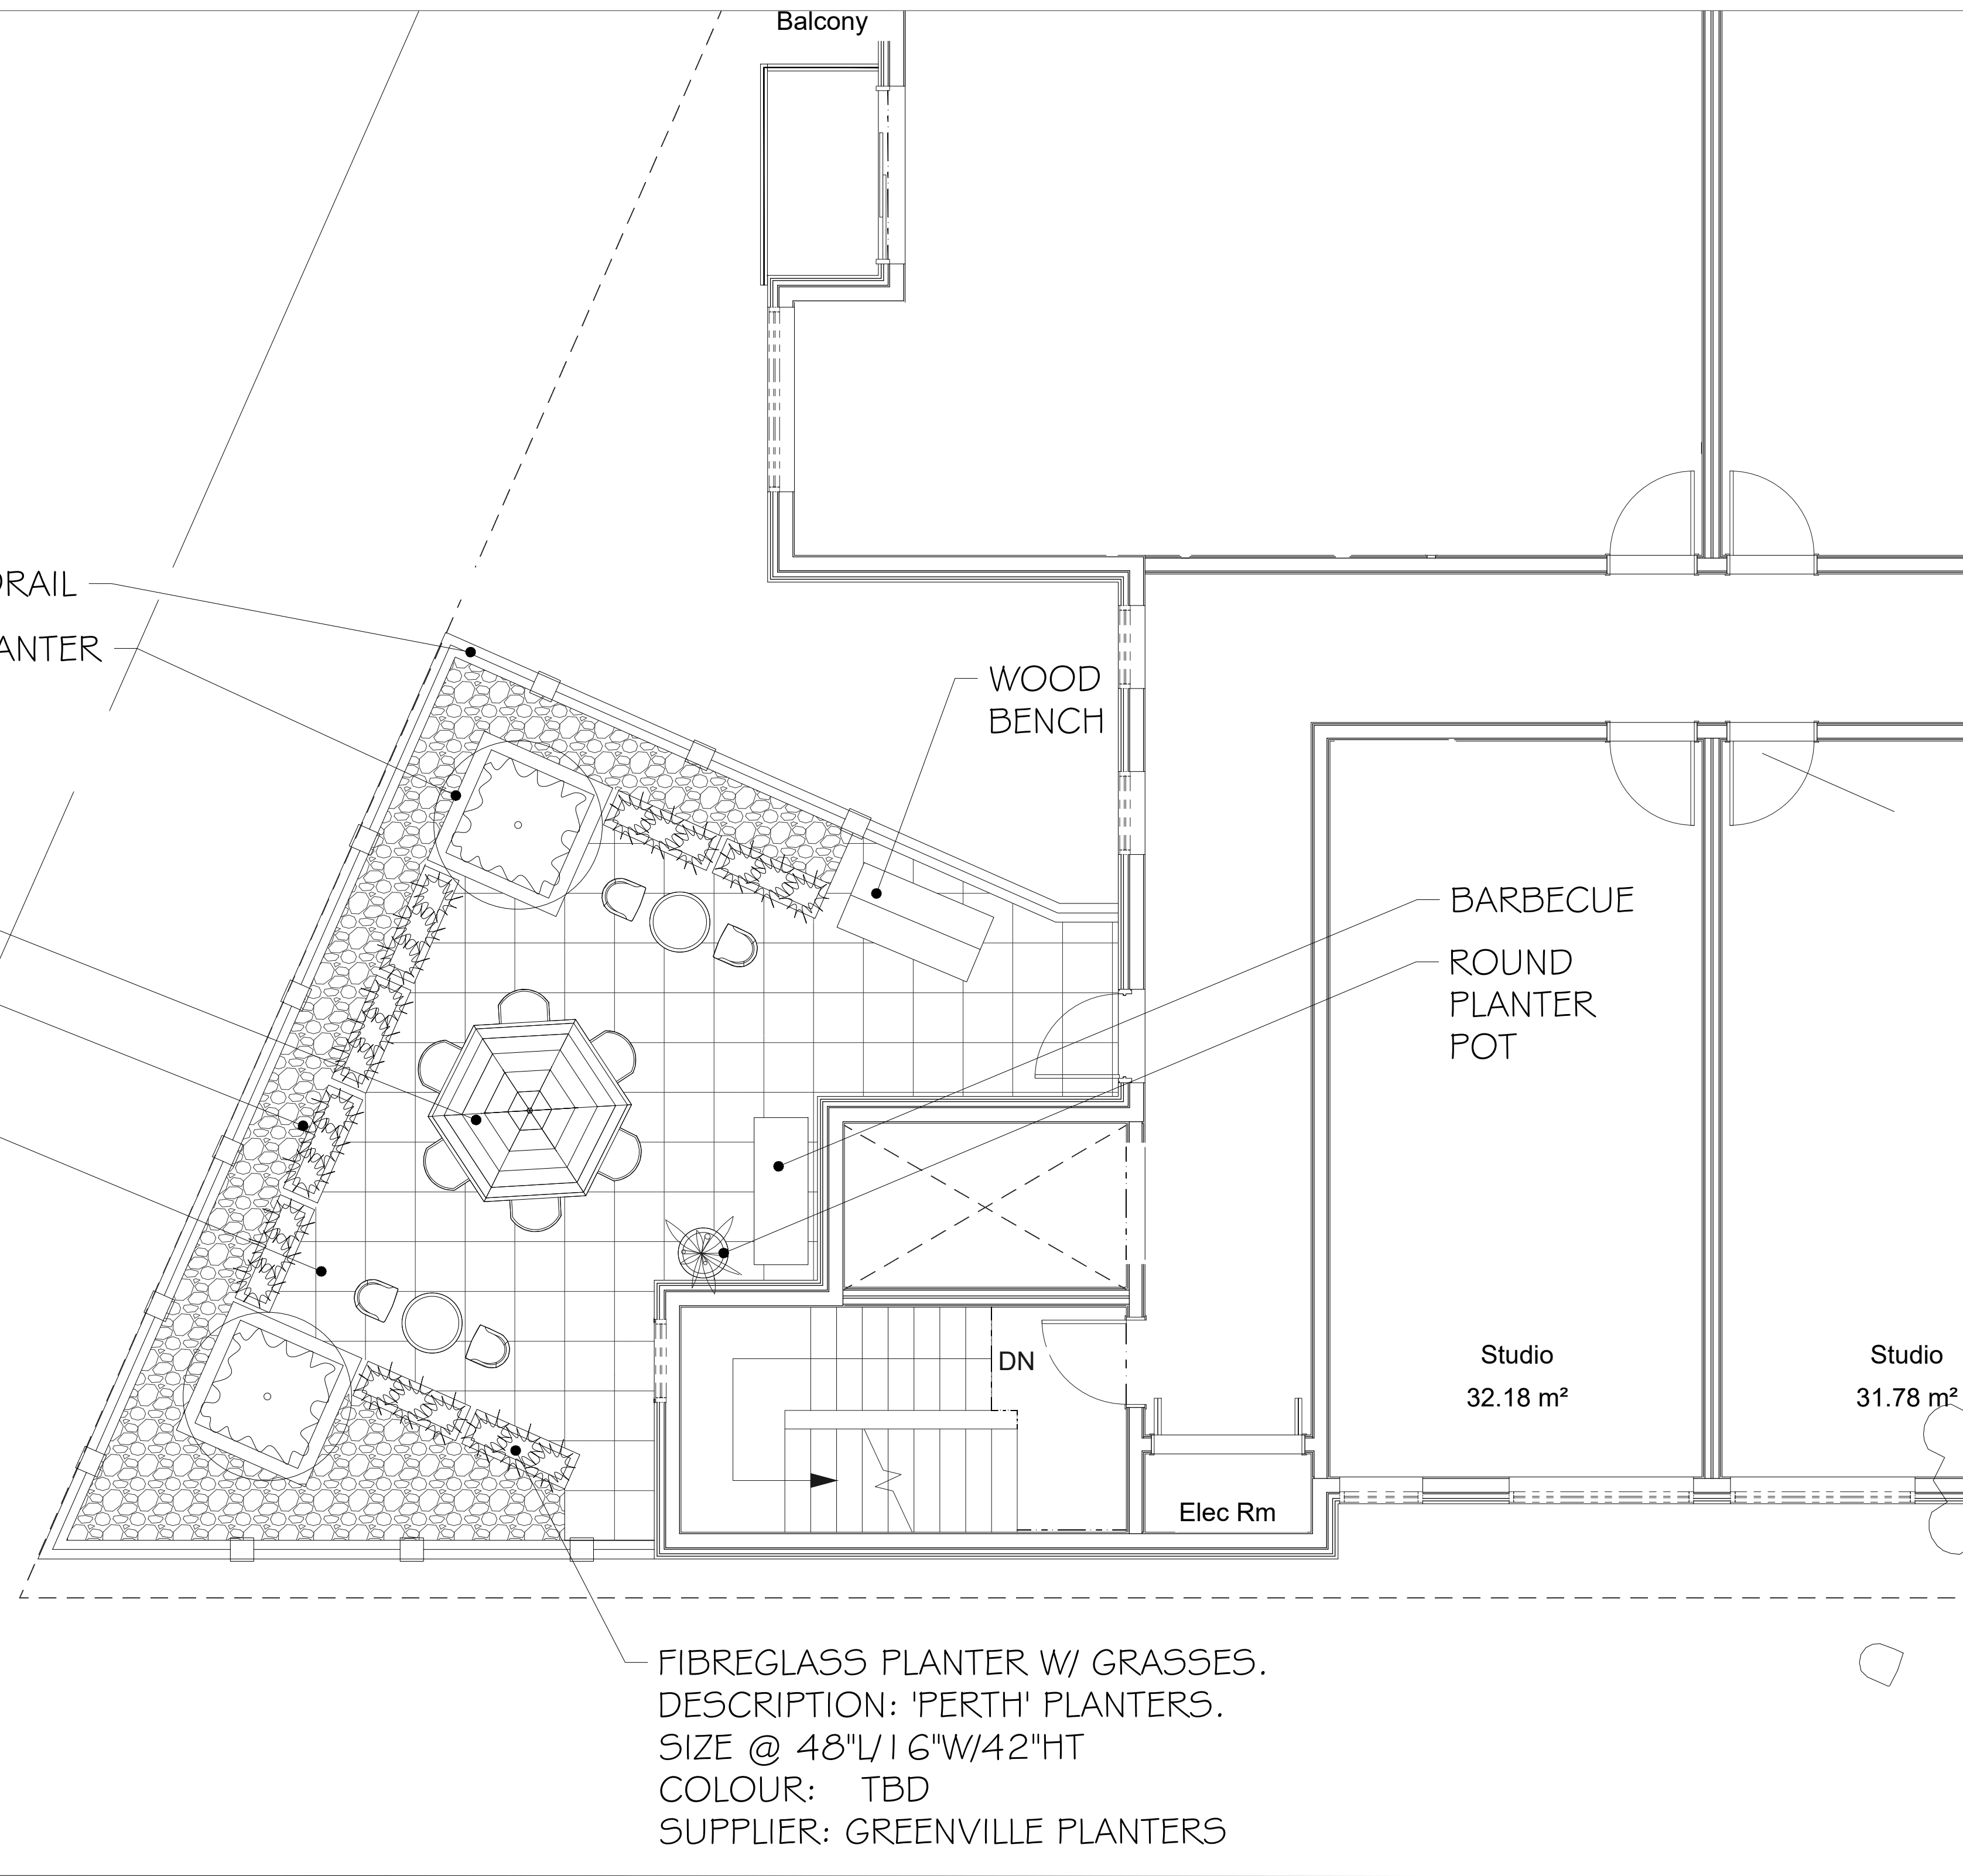 Balcony
DRAIL
ANTER
WOOD
BENCH
BARBECUE
ROUND
PLANTER
POT
Studio
32.18 m²
Studio
31.78 m²
DN
Elec Rm
FIBREGLASS PLANTER W/ GRASSES.
DESCRIPTION: 'PERTH' PLANTERS.
SIZE @ 48"L/16"W/42"HT
COLOUR: TBD
SUPPLIER: GREENVILLE PLANTERS